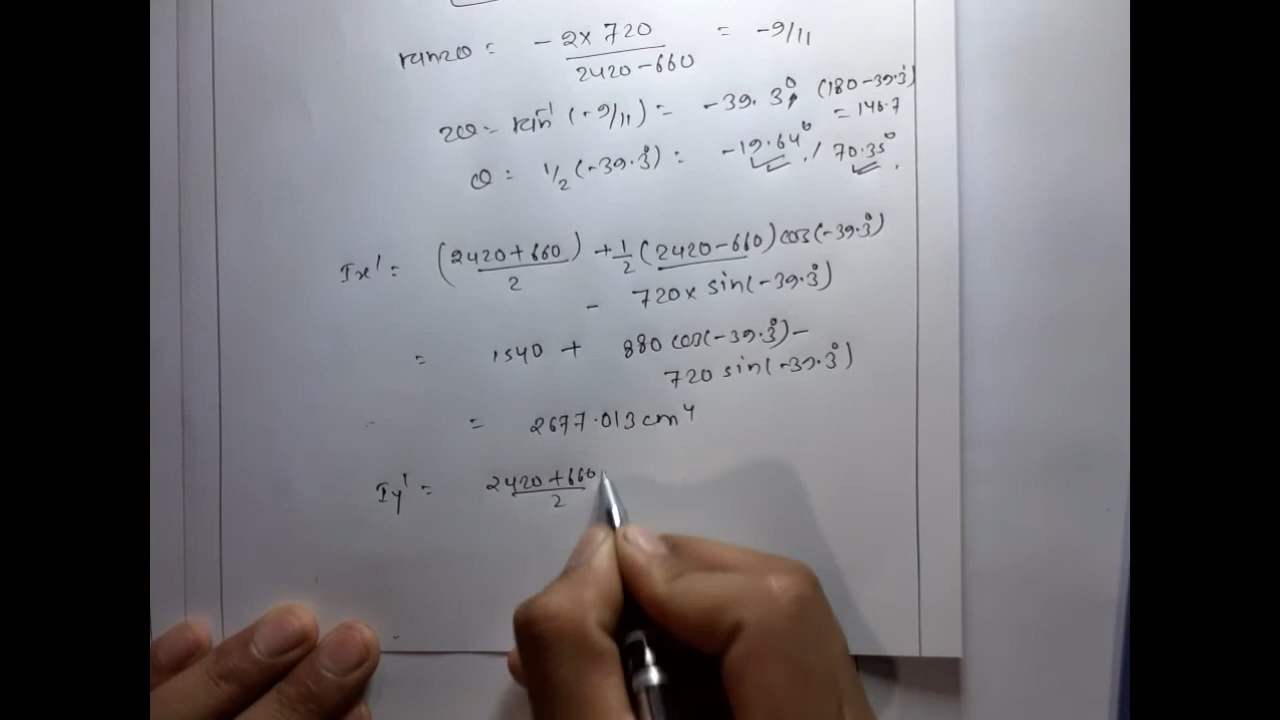 tan2θ = - 2 x 720 / 2420 - 660 = -9/11
2θ = tan⁻¹ (-9/11) = -39.3°, (180 - 39.3°) = 140.7
θ = 1/2 (-39.3°) = -19.64° / 70.35°.
Ix' = (2420 + 660 / 2) + 1/2 (2420 - 660) cos(-39.3°)
- 720 x sin(-39.3°)
= 1540 + 880 cos(-39.3°) -
720 sin(-39.3°)
= 2677.013 cm⁴
Iy' = 2420 + 660 / 2